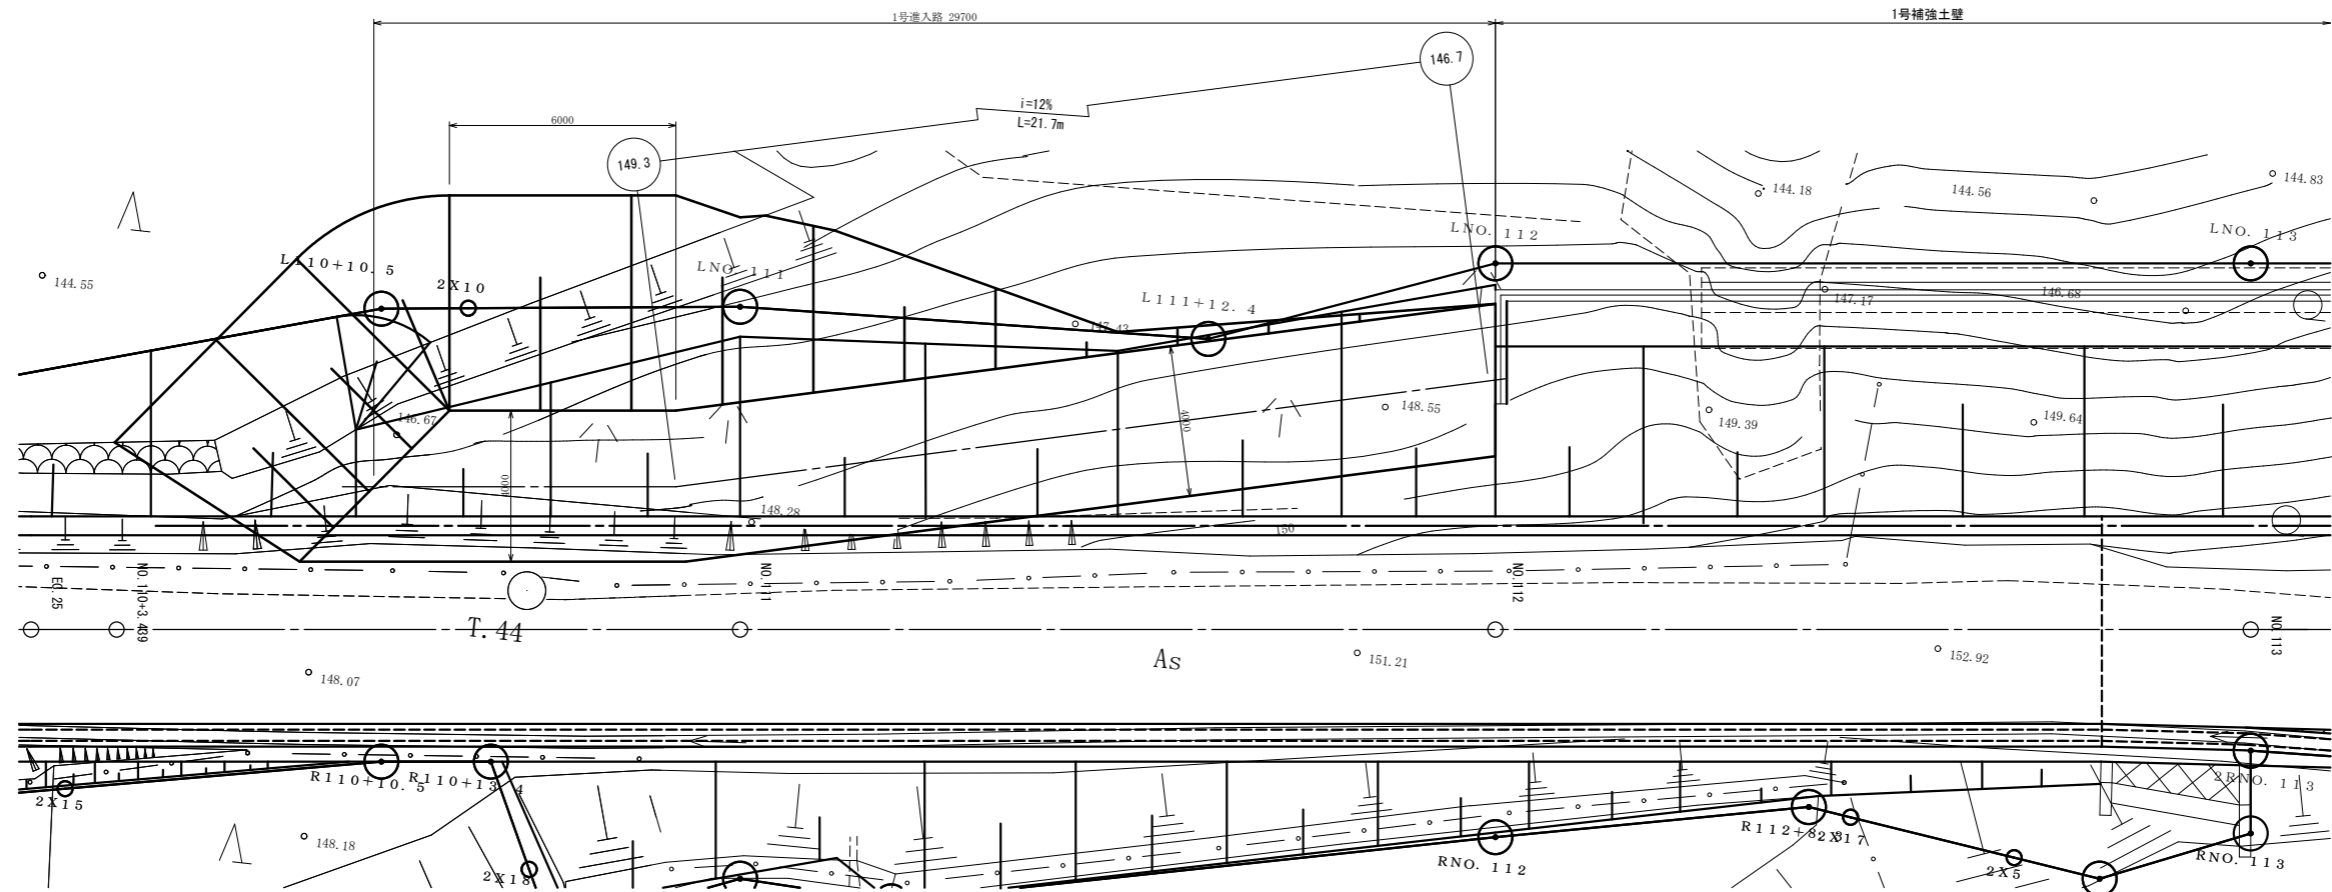 1号進入路 29700
1号補強土壁
146.7
i=12%
L=21.7m
6000
149.3
144.18
144.56
144.83
LNO. 112
LNO. 113
L110+10. 5
LNO. 111
144.55
2X10
L111+12. 4
147.43
147.17
146.68
146.67
4000
148.55
149.39
149.64
4000
148.28
150
EC. 25
NO. 110+3. 489
NO. 111
NO. 112
NO. 113
T. 44
As
151.21
152.92
148.07
R110+10. 5
R110+13. 4
2X15
2RNO. 113
R112+8. 3
2X17
148.18
2X18
RNO. 112
2X5
RNO. 113